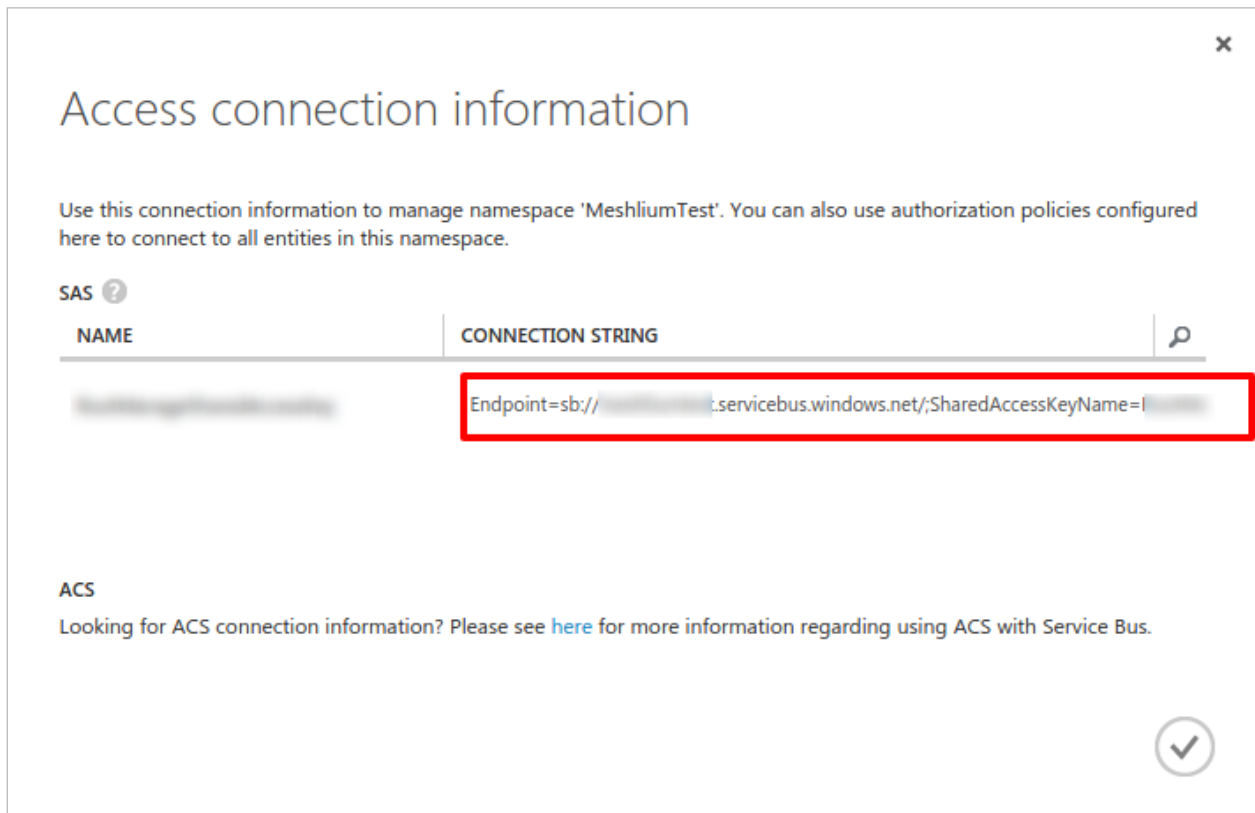 Access connection information
Use this connection information to manage namespace 'MeshliumTest'. You can also use authorization policies configured
here to connect to all entities in this namespace.
SAS ?
NAME CONNECTION STRING
Endpoint=sb:// .servicebus.windows.net/;SharedAccessKeyName=
ACS
Looking for ACS connection information? Please see here for more information regarding using ACS with Service Bus.